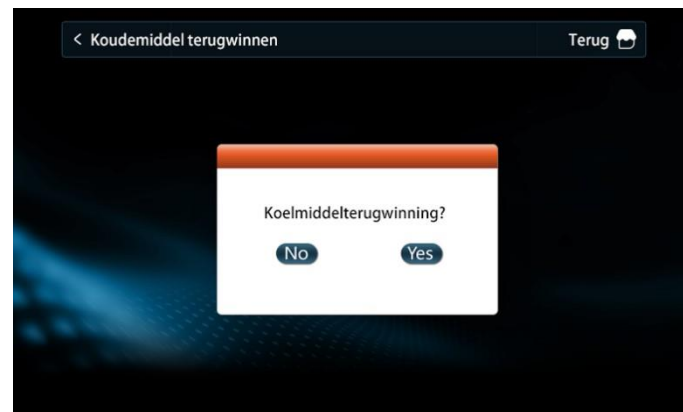 < Koudemiddel terugwinnen Terug
Koelmiddelterugwinning?
No Yes